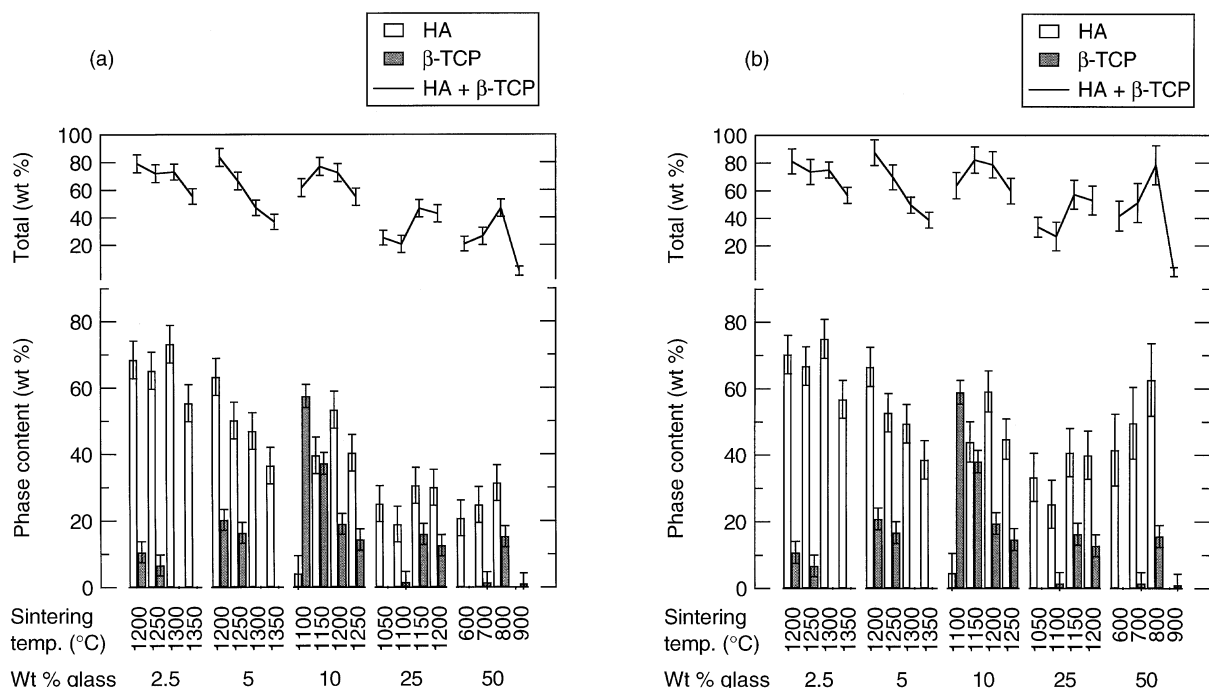 (a)
HA
β-TCP
HA + β-TCP
100
80
60
40
20
Total (wt %)
80
60
40
20
0
Phase content (wt %)
Sintering
temp. (°C)
1200 1250 1300 1350 1200 1250 1300 1350 1100 1150 1200 1250 1050 1100 1150 1200 600 700 800 900
Wt % glass 2.5 5 10 25 50
(b)
HA
β-TCP
HA + β-TCP
100
80
60
40
20
Total (wt %)
80
60
40
20
0
Phase content (wt %)
Sintering
temp. (°C)
1200 1250 1300 1350 1200 1250 1300 1350 1100 1150 1200 1250 1050 1100 1150 1200 600 700 800 900
Wt % glass 2.5 5 10 25 50